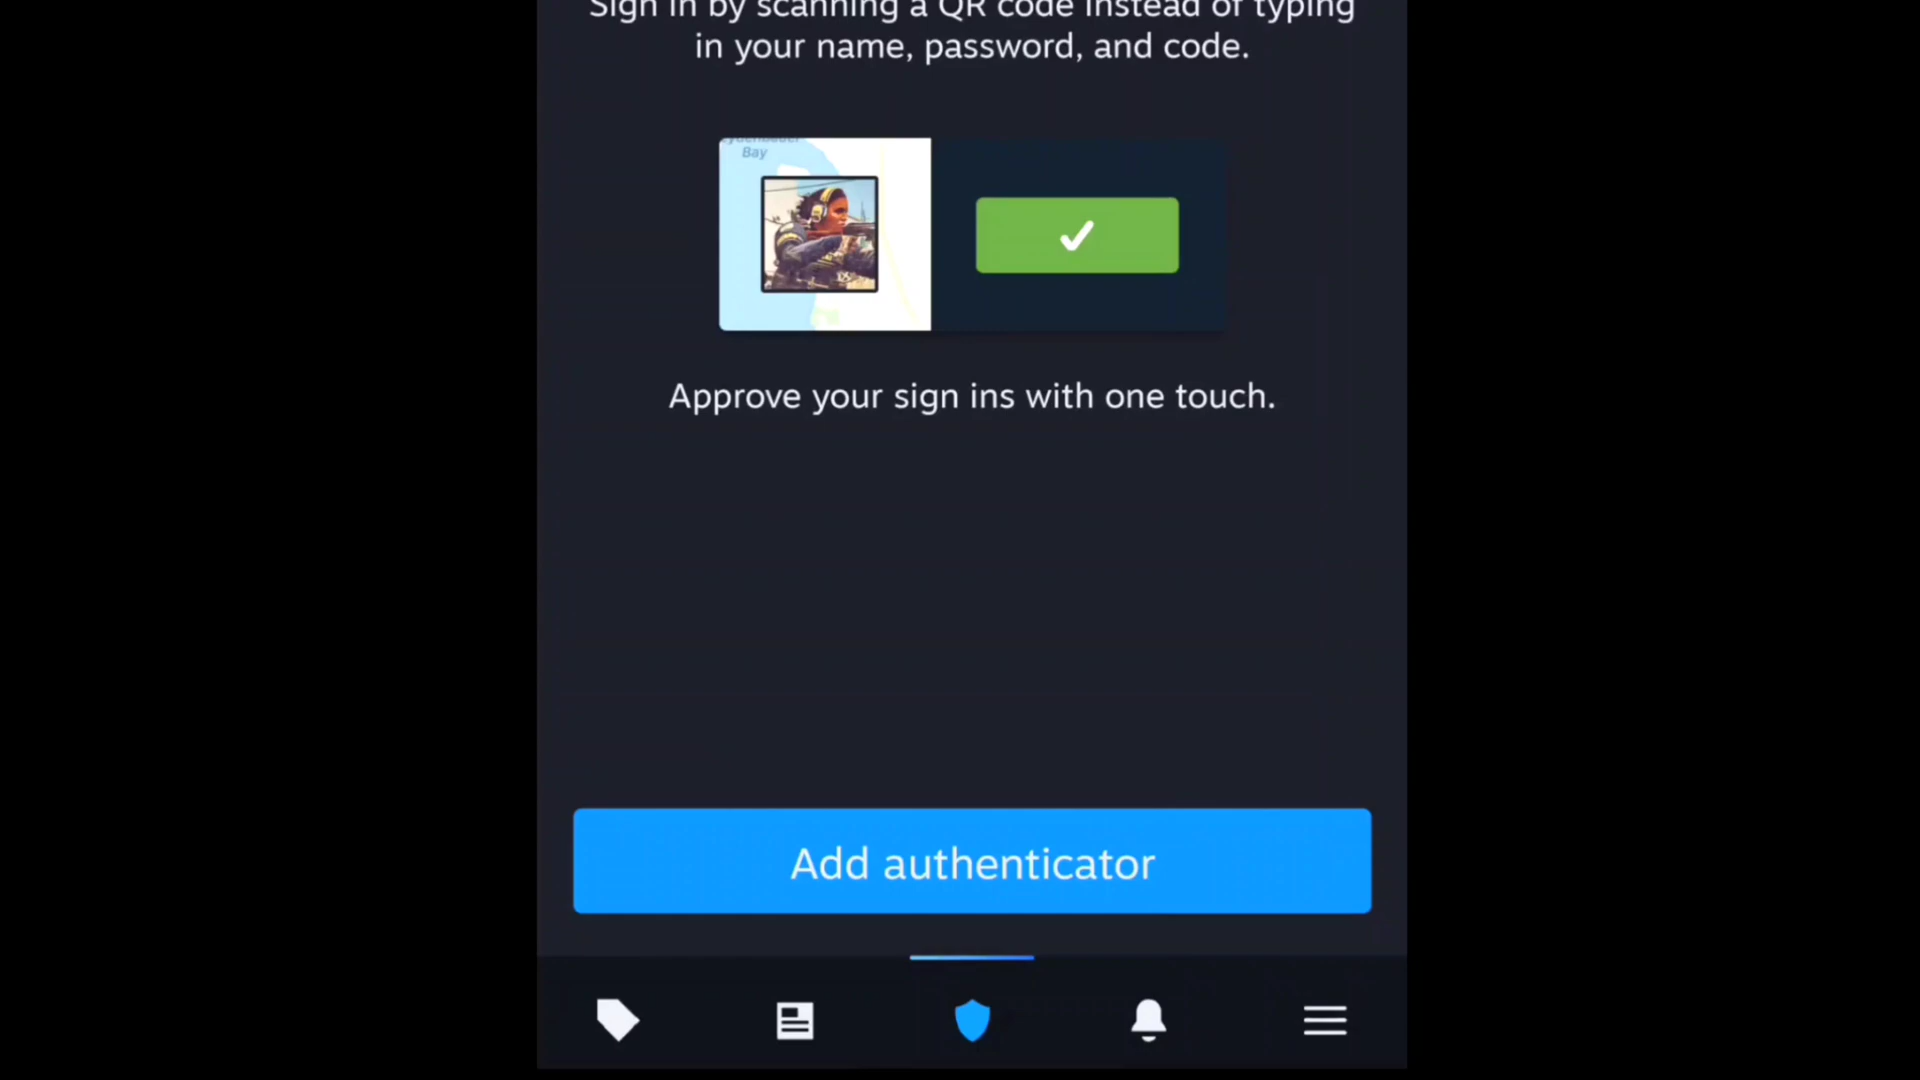 Sign in by scanning a QR code instead of typing
in your name, password, and code.
Bay
Approve your sign ins with one touch.
Add authenticator